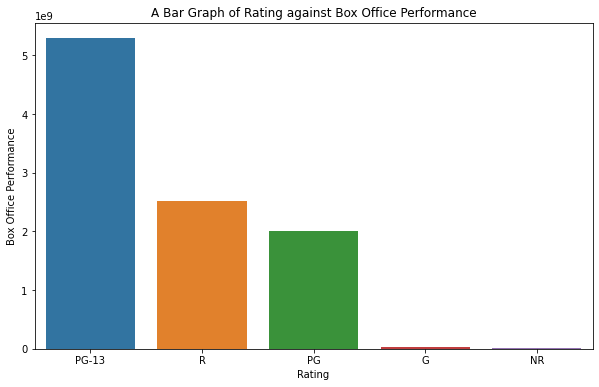 A Bar Graph of Rating against Box Office Performance
1e9
5
4
3
2
1
0
Box Office Performance
PG-13 R PG G NR
Rating